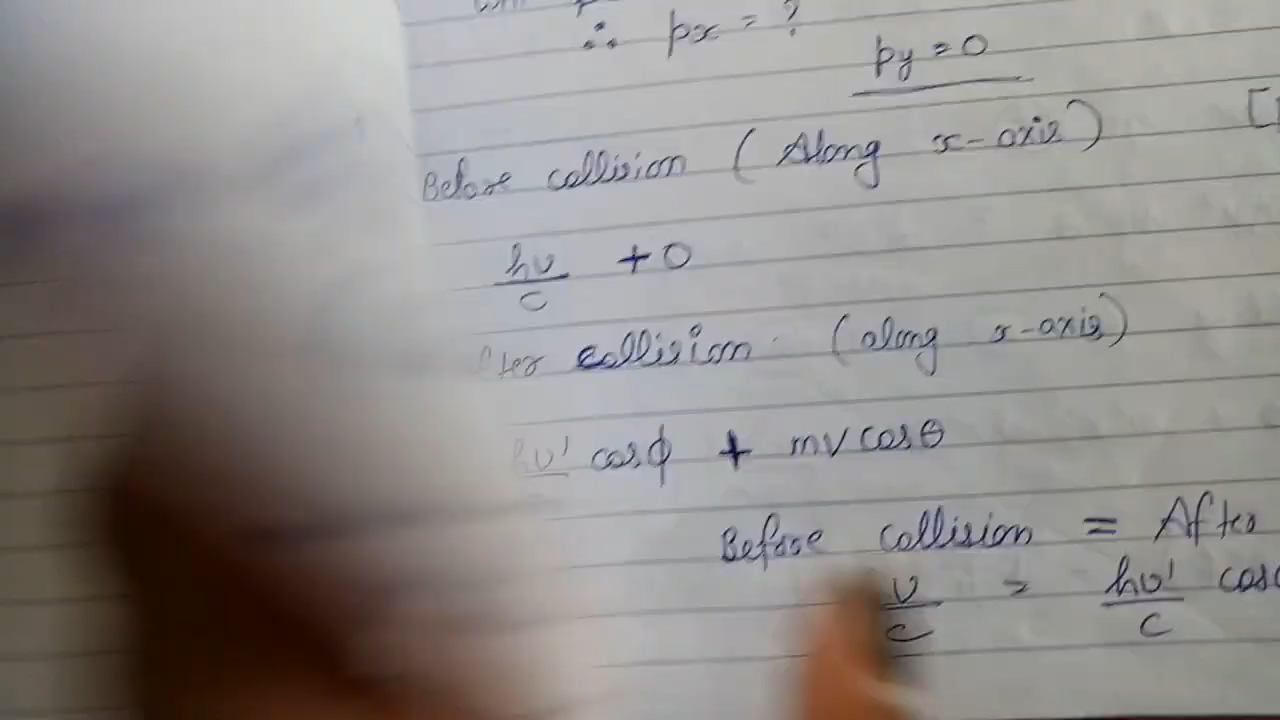 ∴ px = ?
py = 0
Before collision (Along x-axis)
hν/c + 0
collision (along x-axis)
hν' cosϕ + mv cosθ
Before collision = After
ν/c = hν'/c cos